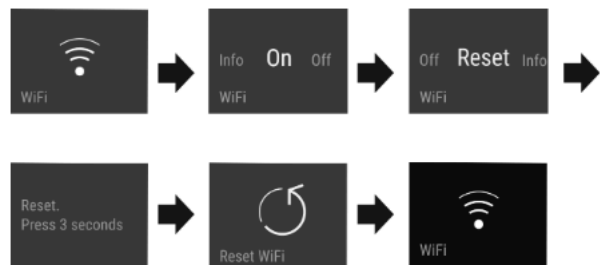 WiFi
Info On Off
WiFi
Off Reset Info
WiFi
Reset.
Press 3 seconds
Reset WiFi
WiFi